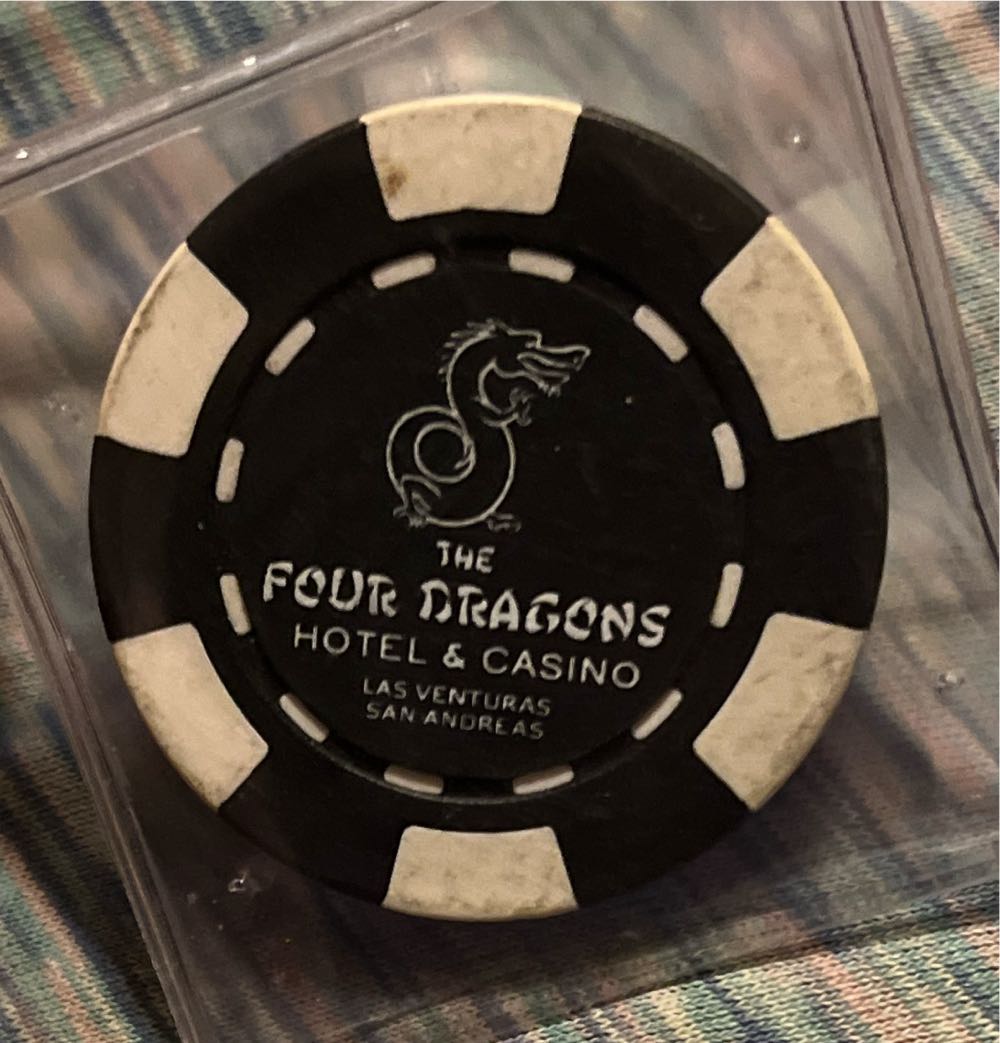 THE
FOUR DRAGONS
HOTEL & CASINO
LAS VENTURAS
SAN ANDREAS